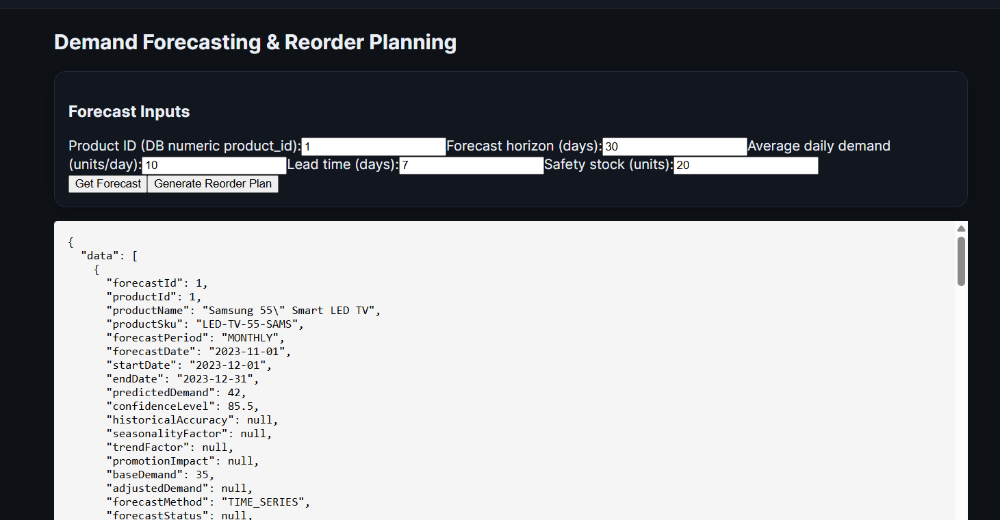 Demand Forecasting & Reorder Planning
Forecast Inputs
Product ID (DB numeric product_id): 1 Forecast horizon (days): 30 Average daily demand
(units/day): 10 Lead time (days): 7 Safety stock (units): 20
Get Forecast Generate Reorder Plan
{
  "data": [
    {
      "forecastId": 1,
      "productId": 1,
      "productName": "Samsung 55\" Smart LED TV",
      "productSku": "LED-TV-55-SAMS",
      "forecastPeriod": "MONTHLY",
      "forecastDate": "2023-11-01",
      "startDate": "2023-12-01",
      "endDate": "2023-12-31",
      "predictedDemand": 42,
      "confidenceLevel": 85.5,
      "historicalAccuracy": null,
      "seasonalityFactor": null,
      "trendFactor": null,
      "promotionImpact": null,
      "baseDemand": 35,
      "adjustedDemand": null,
      "forecastMethod": "TIME_SERIES",
      "forecastStatus": null,